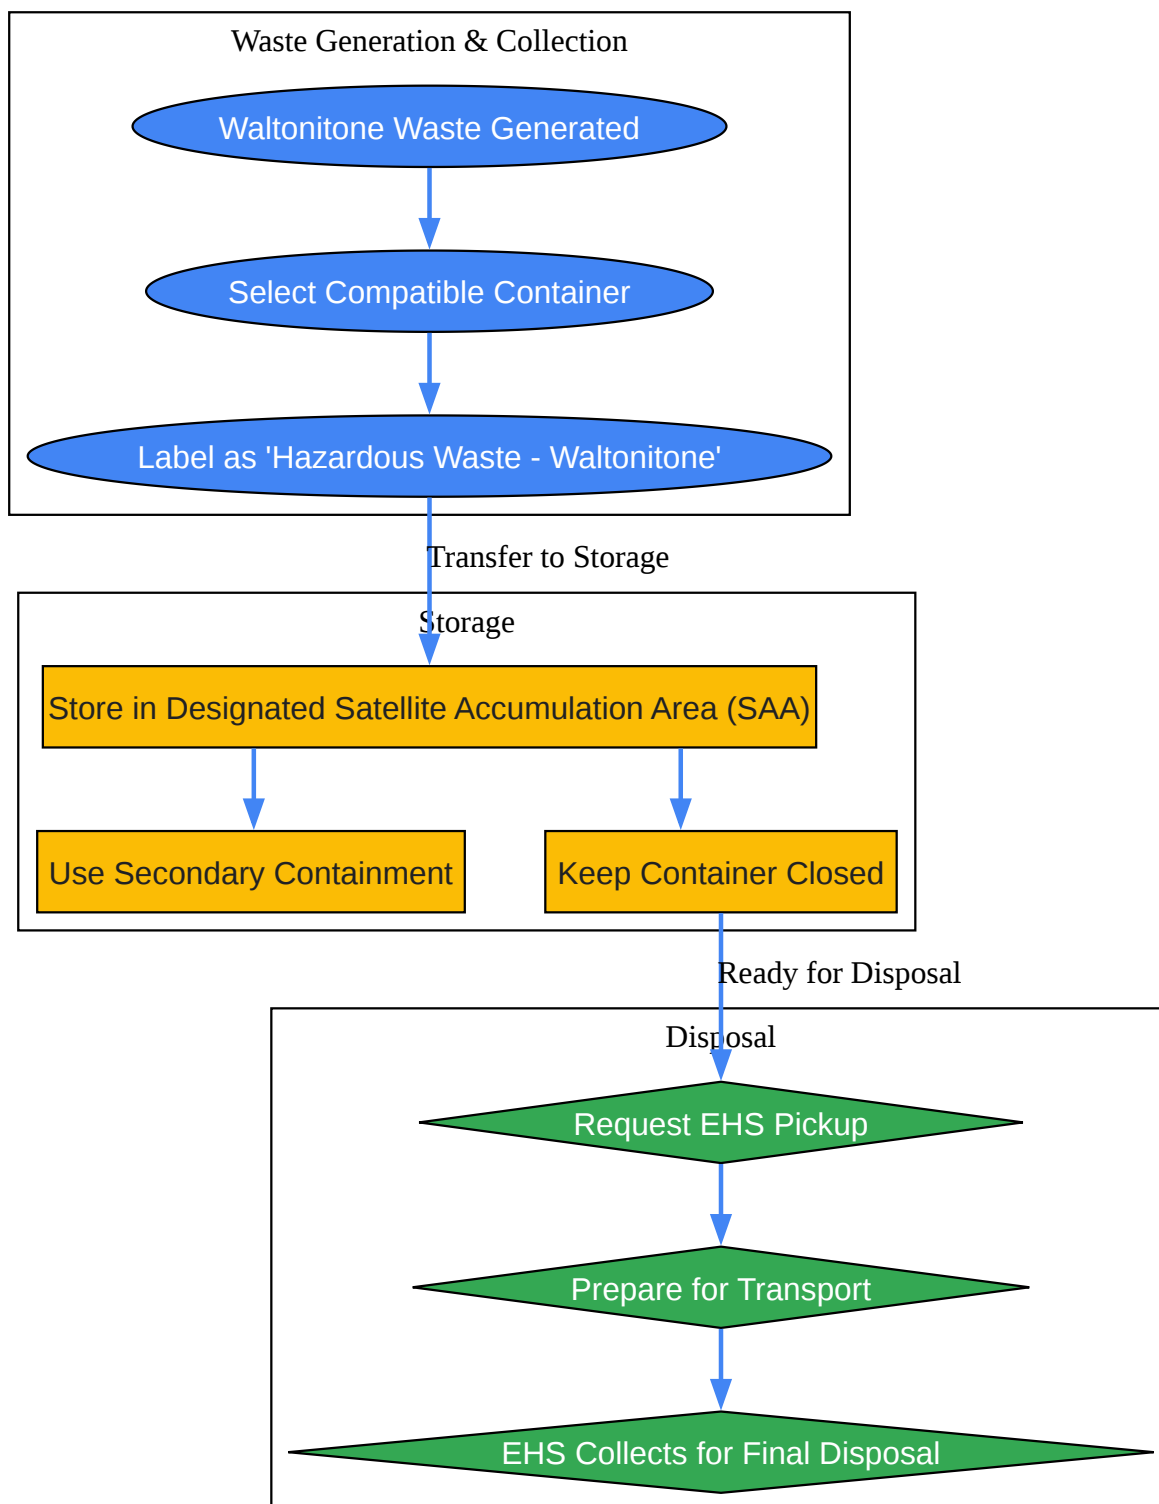 Waste Generation & Collection
Waltonitone Waste Generated
Select Compatible Container
Label as 'Hazardous Waste - Waltonitone'
Transfer to Storage
Storage
Store in Designated Satellite Accumulation Area (SAA)
Use Secondary Containment
Keep Container Closed
Ready for Disposal
Disposal
Request EHS Pickup
Prepare for Transport
EHS Collects for Final Disposal